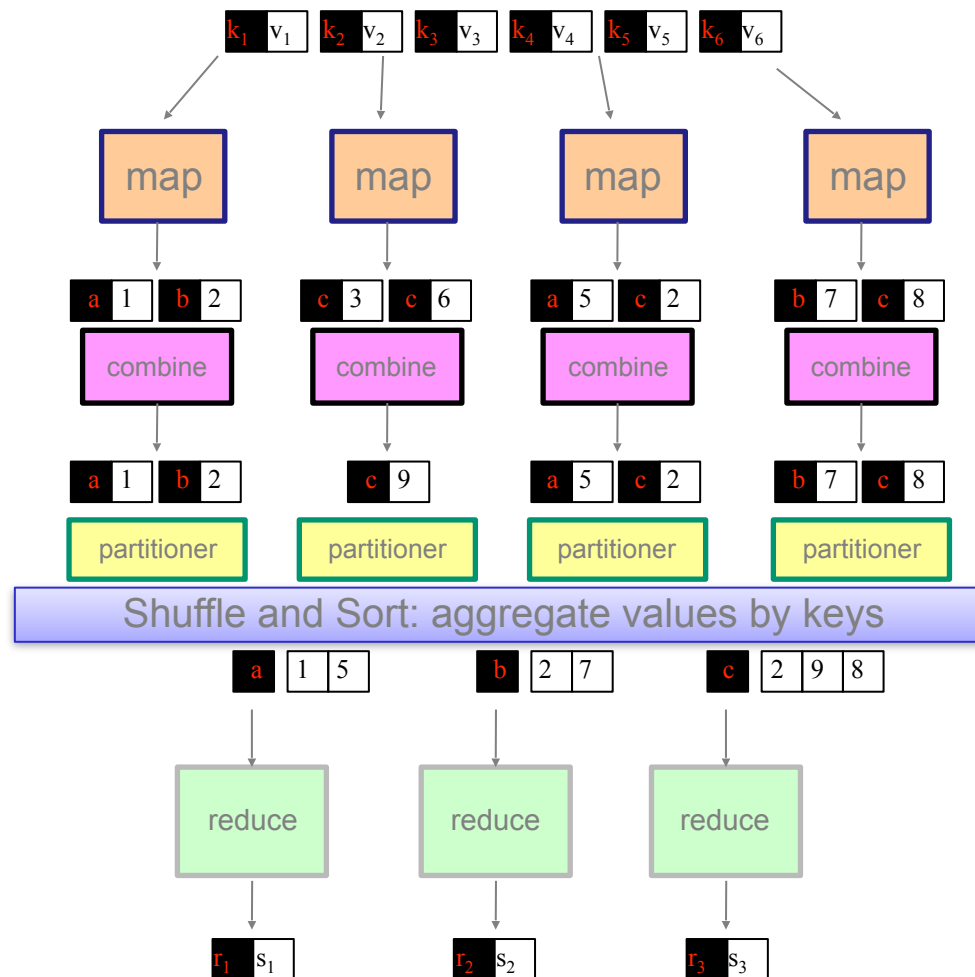 k₁ v₁ k₂ v₂ k₃ v₃ k₄ v₄ k₅ v₅ k₆ v₆
map map map map
a 1 b 2 c 3 c 6 a 5 c 2 b 7 c 8
combine combine combine combine
a 1 b 2 c 9 a 5 c 2 b 7 c 8
partitioner partitioner partitioner partitioner
Shuffle and Sort: aggregate values by keys
a 1 5 b 2 7 c 2 9 8
reduce reduce reduce
r₁ s₁ r₂ s₂ r₃ s₃